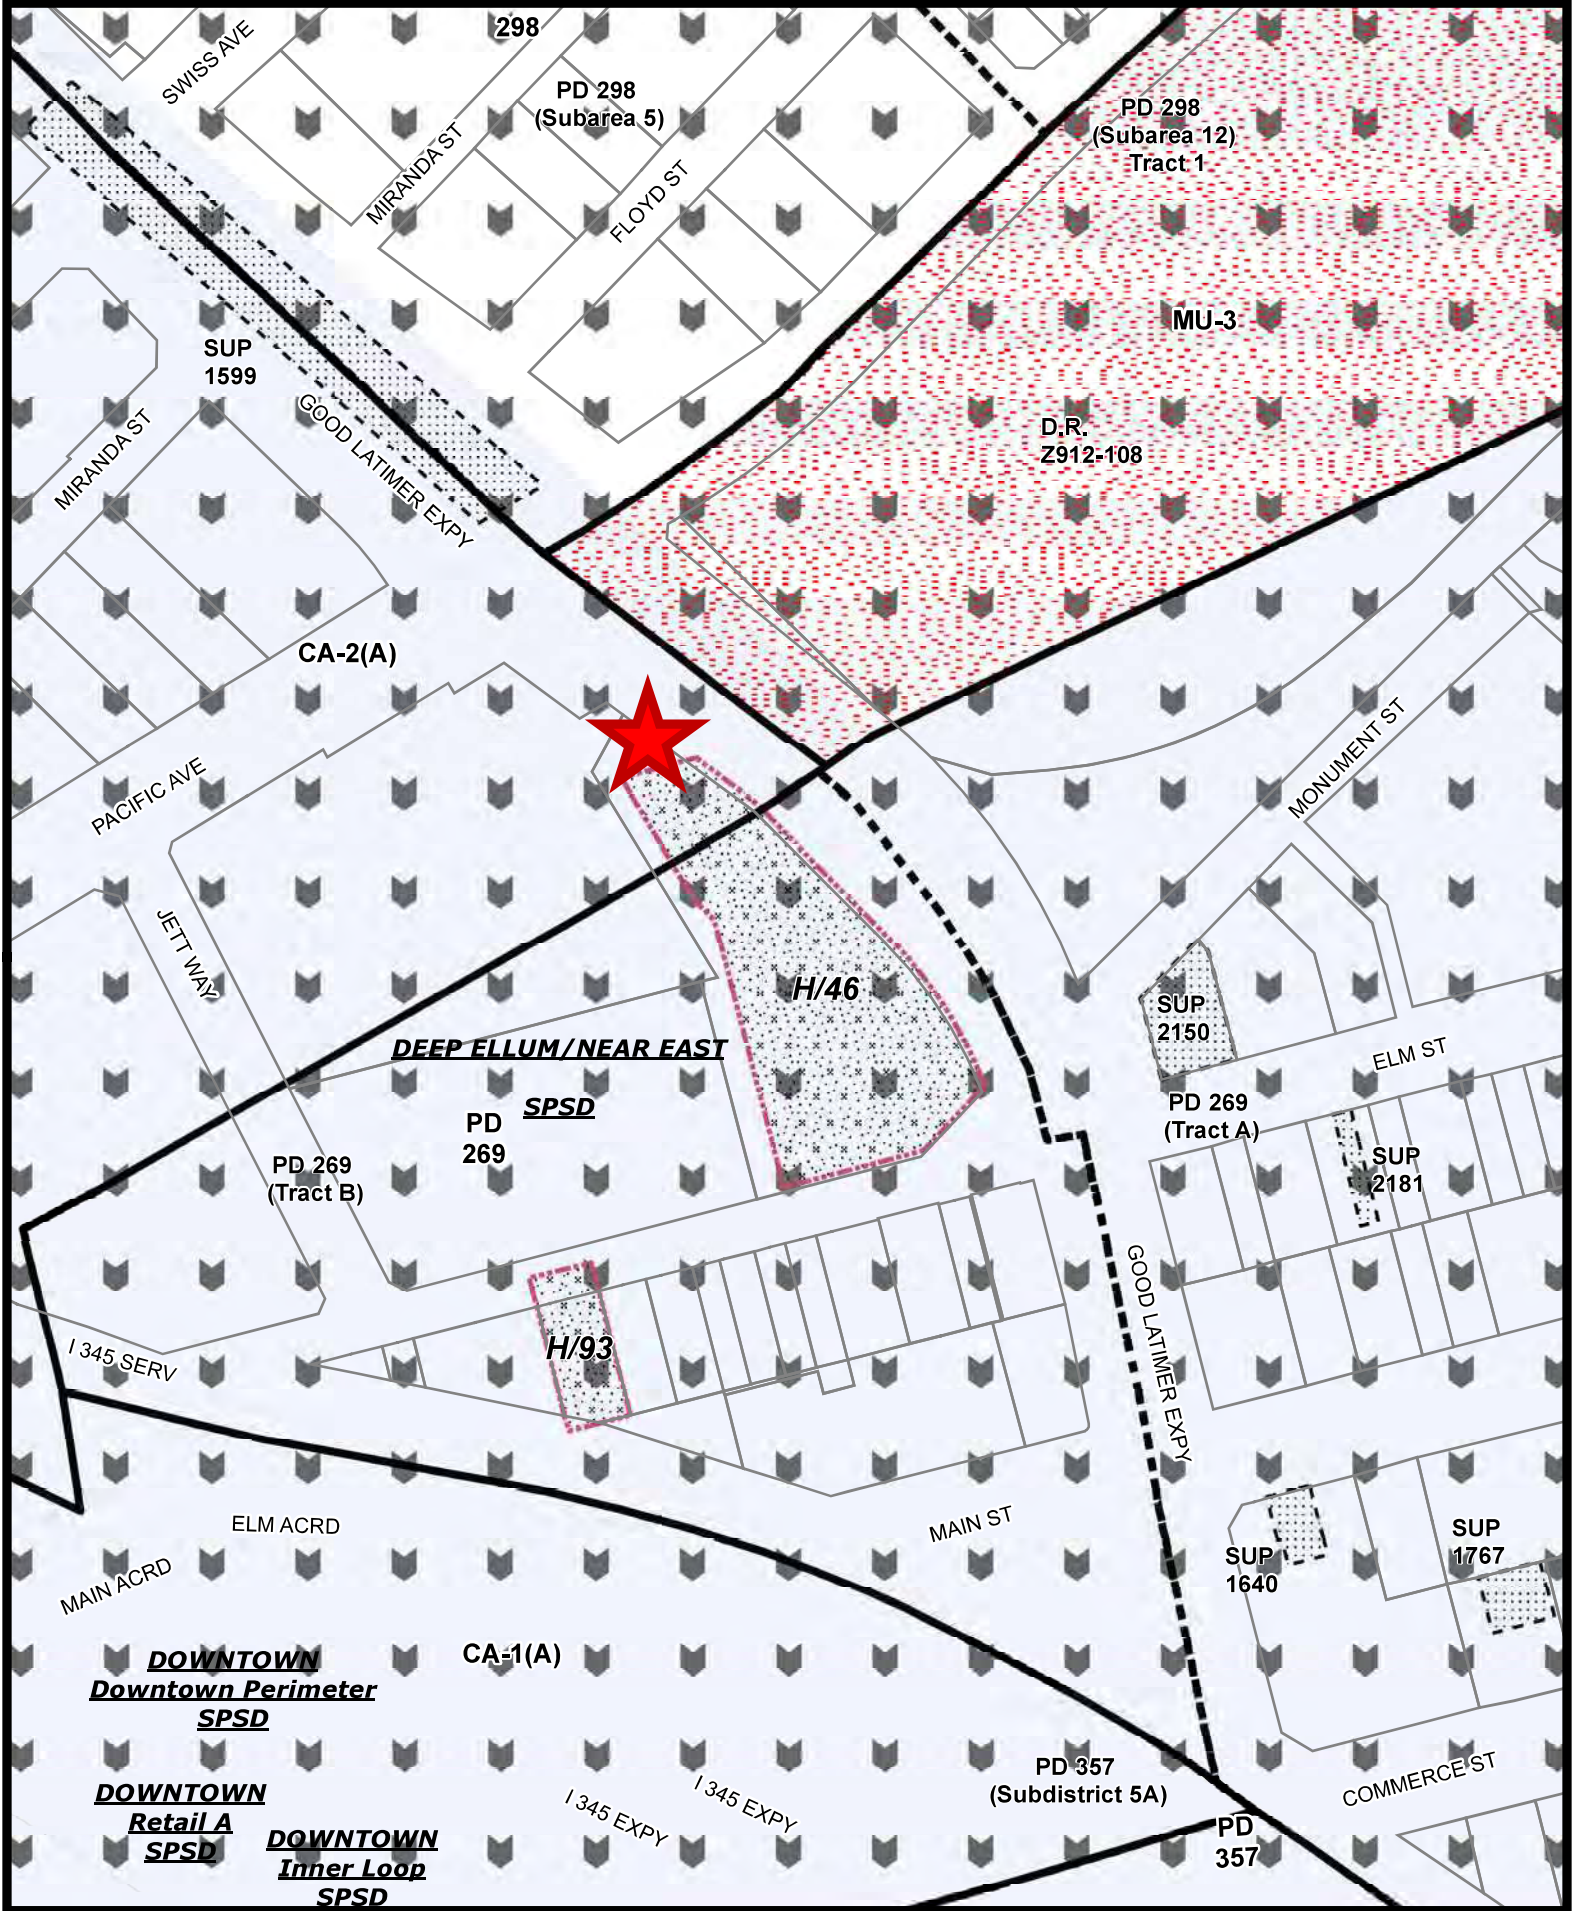 298
SWISS AVE
PD 298
(Subarea 5)
PD 298
(Subarea 12)
Tract 1
MIRANDA ST
FLOYD ST
MU-3
SUP
1599
GOOD LATIMER EXPY
MIRANDA ST
D.R.
Z912-108
CA-2(A)
PACIFIC AVE
MONUMENT ST
JETT WAY
H/46
SUP
2150
DEEP ELLUM/NEAR EAST
SPSD
ELM ST
PD
269
PD 269
(Tract A)
PD 269
(Tract B)
SUP
2181
GOOD LATIMER EXPY
I 345 SERV
H/93
ELM ACRD
MAIN ST
MAIN ACRD
SUP
1640
SUP
1767
CA-1(A)
DOWNTOWN
Downtown Perimeter
SPSD
PD 357
(Subdistrict 5A)
COMMERCE ST
DOWNTOWN
Retail A
SPSD
I 345 EXPY
I 345 EXPY
PD
357
DOWNTOWN
Inner Loop
SPSD